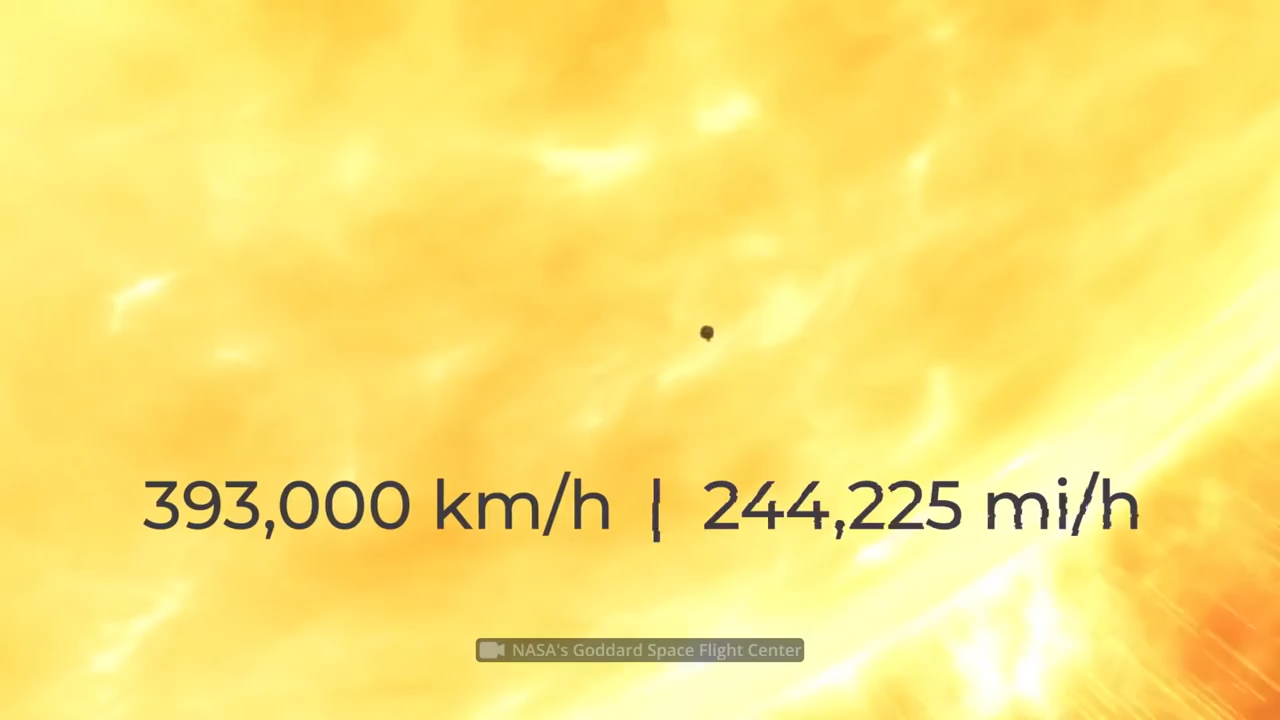 393,000 km/h | 244,225 mi/h
NASA's Goddard Space Flight Center